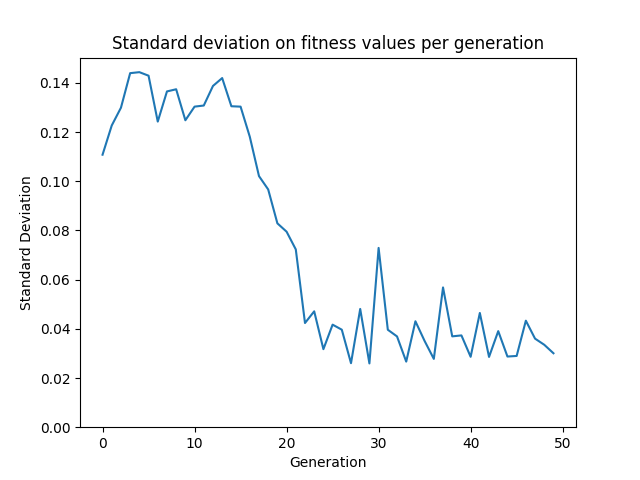 Standard deviation on fitness values per generation
0.14
0.12
0.10
0.08
0.06
0.04
0.02
0.00
Standard Deviation
0 10 20 30 40 50
Generation